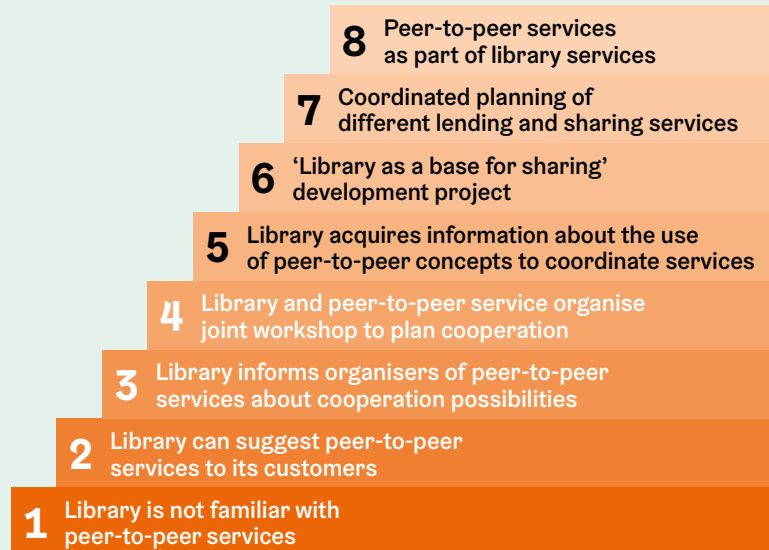 8 Peer-to-peer services
as part of library services
7 Coordinated planning of
different lending and sharing services
6 ‘Library as a base for sharing’
development project
5 Library acquires information about the use
of peer-to-peer concepts to coordinate services
4 Library and peer-to-peer service organise
joint workshop to plan cooperation
3 Library informs organisers of peer-to-peer
services about cooperation possibilities
2 Library can suggest peer-to-peer
services to its customers
1 Library is not familiar with
peer-to-peer services